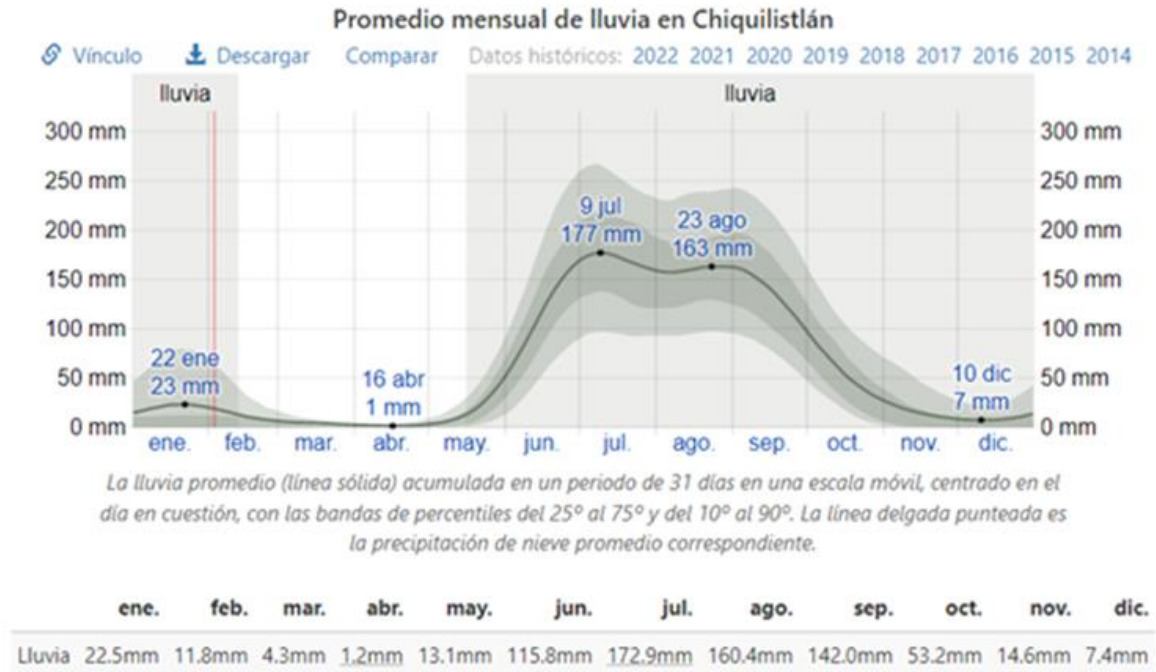 Promedio mensual de lluvia en Chiquilistlán
Vínculo Descargar Comparar Datos históricos: 2022 2021 2020 2019 2018 2017 2016 2015 2014
lluvia lluvia
300 mm 300 mm
250 mm 250 mm
9 jul
177 mm
23 ago
163 mm
200 mm 200 mm
150 mm 150 mm
100 mm 100 mm
22 ene
23 mm
16 abr
1 mm
10 dic
7 mm
50 mm 50 mm
0 mm 0 mm
ene. feb. mar. abr. may. jun. jul. ago. sep. oct. nov. dic.
La lluvia promedio (línea sólida) acumulada en un periodo de 31 días en una escala móvil, centrado en el
día en cuestión, con las bandas de percentiles del 25º al 75º y del 10º al 90º. La línea delgada punteada es
la precipitación de nieve promedio correspondiente.
ene. feb. mar. abr. may. jun. jul. ago. sep. oct. nov. dic.
Lluvia 22.5mm 11.8mm 4.3mm 1.2mm 13.1mm 115.8mm 172.9mm 160.4mm 142.0mm 53.2mm 14.6mm 7.4mm